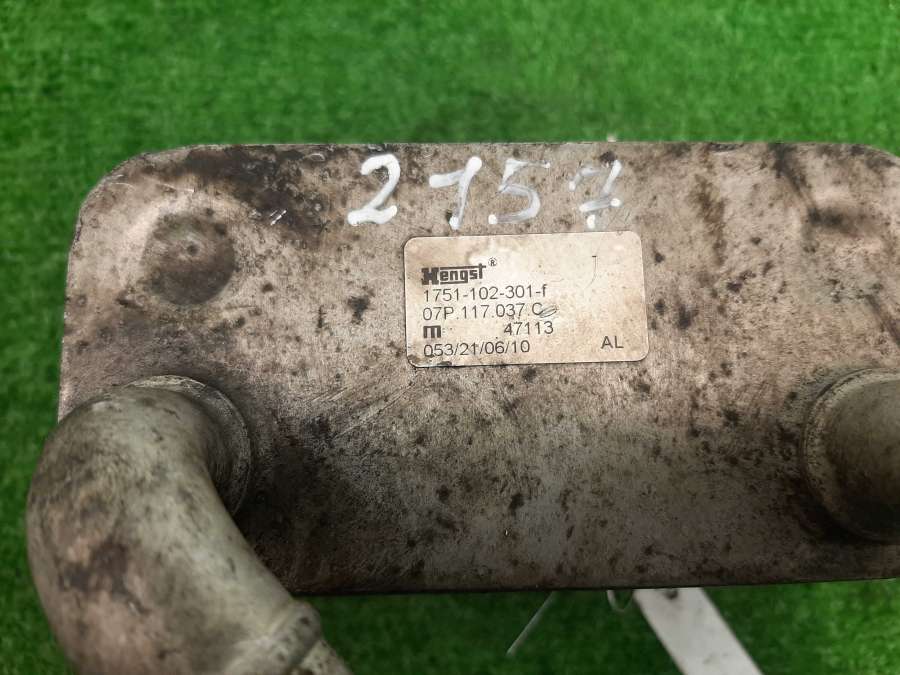 2157
Hengst®
1751-102-301-f
07P.117.037.C
m 47113
053/21/06/10 AL